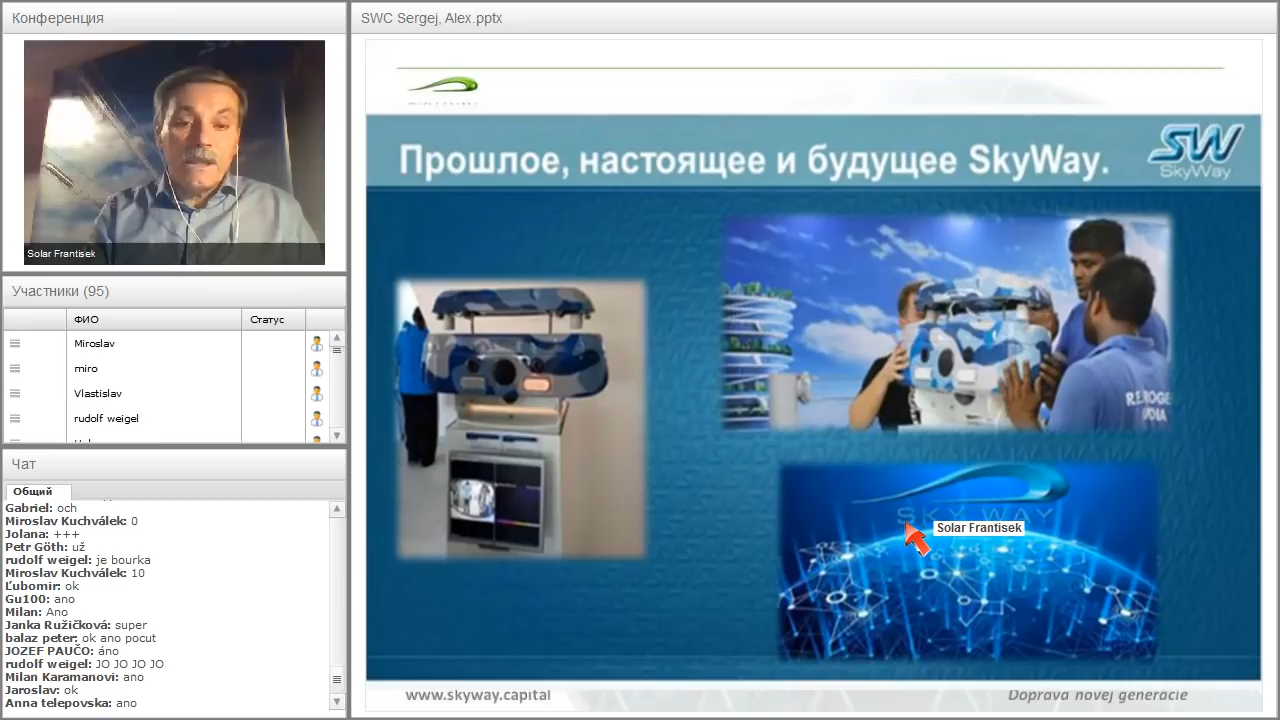 Конференция
Solar Frantisek
Участники (95)
ФИО
Статус
Miroslav
miro
Vlastislav
rudolf weigel
Чат
Общий
Gabriel: och
Miroslav Kuchválek: 0
Jolana: +++
Petr Göth: už
rudolf weigel: je bourka
Miroslav Kuchválek: 10
Ľubomir: ok
Gu100: ano
Milan: Ano
Janka Ružičková: super
balaz peter: ok ano pocut
JOZEF PAUČO: áno
rudolf weigel: JO JO JO JO
Milan Karamanovi: ano
Jaroslav: ok
Anna telepovska: ano
SWC Sergej, Alex.pptx
Прошлое, настоящее и будущее SkyWay.
SW
SkyWay
SKY WAY
Solar Frantisek
www.skyway.capital
Doprava novej generácie